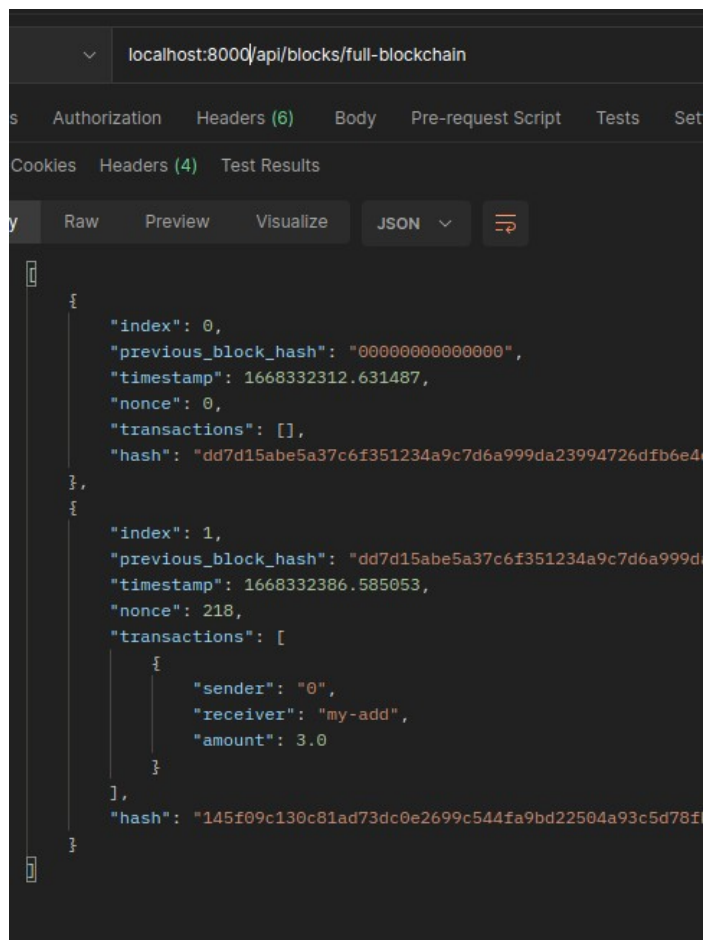 localhost:8000/api/blocks/full-blockchain
Authorization Headers (6) Body Pre-request Script Tests
Cookies Headers (4) Test Results
Raw Preview Visualize JSON
[
{
"index": 0,
"previous_block_hash": "00000000000000",
"timestamp": 1668332312.631487,
"nonce": 0,
"transactions": [],
"hash": "dd7d15abe5a37c6f351234a9c7d6a999da23994726dfb6e4
},
{
"index": 1,
"previous_block_hash": "dd7d15abe5a37c6f351234a9c7d6a999d
"timestamp": 1668332386.585053,
"nonce": 218,
"transactions": [
{
"sender": "0",
"receiver": "my-add",
"amount": 3.0
}
],
"hash": "145f09c130c81ad73dc0e2699c544fa9bd22504a93c5d78f
}
]